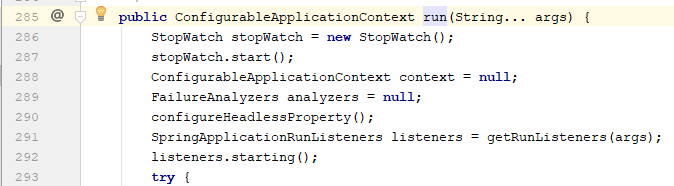 285 @ public ConfigurableApplicationContext run(String... args) {
286 StopWatch stopWatch = new StopWatch();
287 stopWatch.start();
288 ConfigurableApplicationContext context = null;
289 FailureAnalyzers analyzers = null;
290 configureHeadlessProperty();
291 SpringApplicationRunListeners listeners = getRunListeners(args);
292 listeners.starting();
293 try {